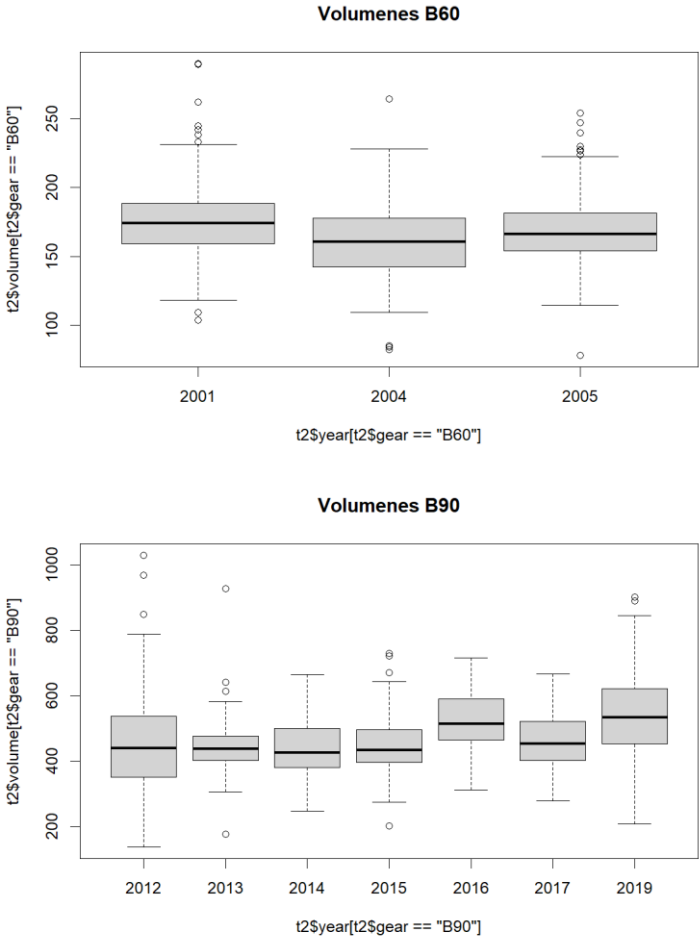 Volumenes B60
t2$volume[t2$gear == "B60"]
250
200
150
100
2001 2004 2005
t2$year[t2$gear == "B60"]
Volumenes B90
t2$volume[t2$gear == "B90"]
1000
800
600
400
200
2012 2013 2014 2015 2016 2017 2019
t2$year[t2$gear == "B90"]